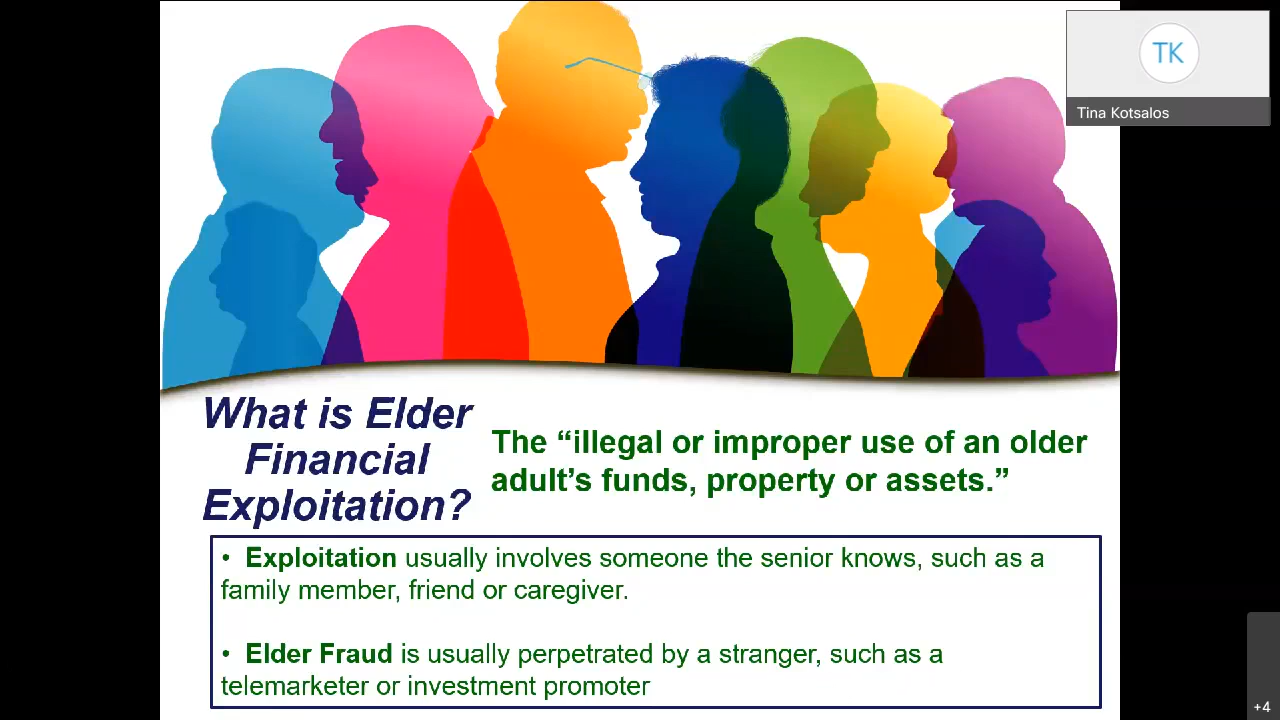 TK
Tina Kotsalos
What is Elder
Financial
Exploitation?
The “illegal or improper use of an older
adult’s funds, property or assets.”
• Exploitation usually involves someone the senior knows, such as a
family member, friend or caregiver.
• Elder Fraud is usually perpetrated by a stranger, such as a
telemarketer or investment promoter
+4